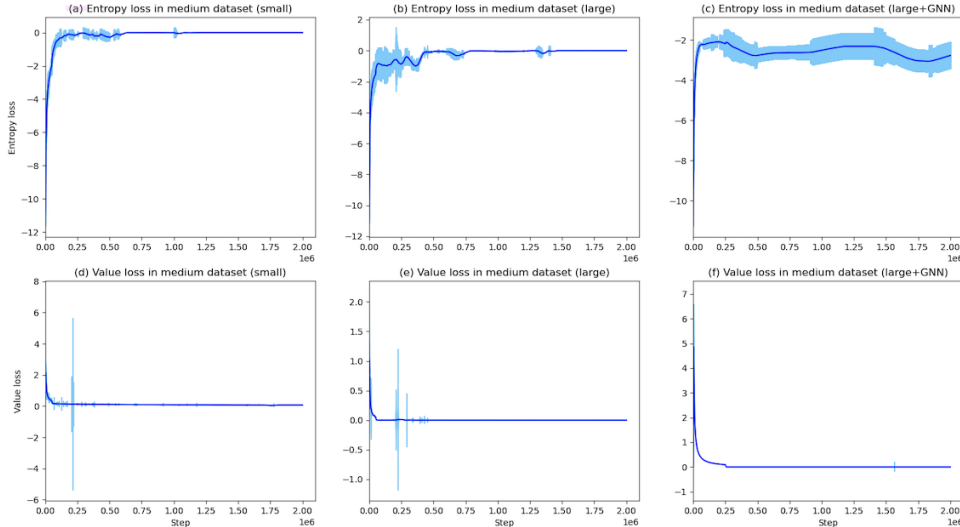 (a) Entropy loss in medium dataset (small)
(b) Entropy loss in medium dataset (large)
(c) Entropy loss in medium dataset (large+GNN)
Entropy loss
0
−2
−4
−6
−8
−10
−12
0.00 0.25 0.50 0.75 1.00 1.25 1.50 1.75 2.00
1e6
2
0
−2
−4
−6
−8
−10
−12
0.00 0.25 0.50 0.75 1.00 1.25 1.50 1.75 2.00
1e6
−2
−4
−6
−8
−10
0.00 0.25 0.50 0.75 1.00 1.25 1.50 1.75 2.00
1e6
(d) Value loss in medium dataset (small)
(e) Value loss in medium dataset (large)
(f) Value loss in medium dataset (large+GNN)
Value loss
8
6
4
2
0
−2
−4
−6
0.00 0.25 0.50 0.75 1.00 1.25 1.50 1.75 2.00
Step
1e6
2.0
1.5
1.0
0.5
0.0
−0.5
−1.0
0.00 0.25 0.50 0.75 1.00 1.25 1.50 1.75 2.00
Step
1e6
7
6
5
4
3
2
1
0
−1
0.00 0.25 0.50 0.75 1.00 1.25 1.50 1.75 2.00
Step
1e6